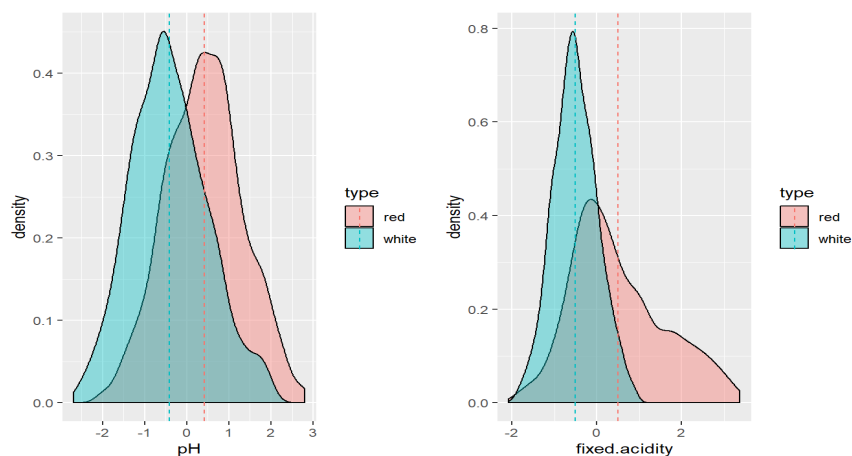 density
0.4
0.3
0.2
0.1
0.0
-2 -1 0 1 2 3
pH
type
red
white
density
0.8
0.6
0.4
0.2
0.0
-2 0 2
fixed.acidity
type
red
white